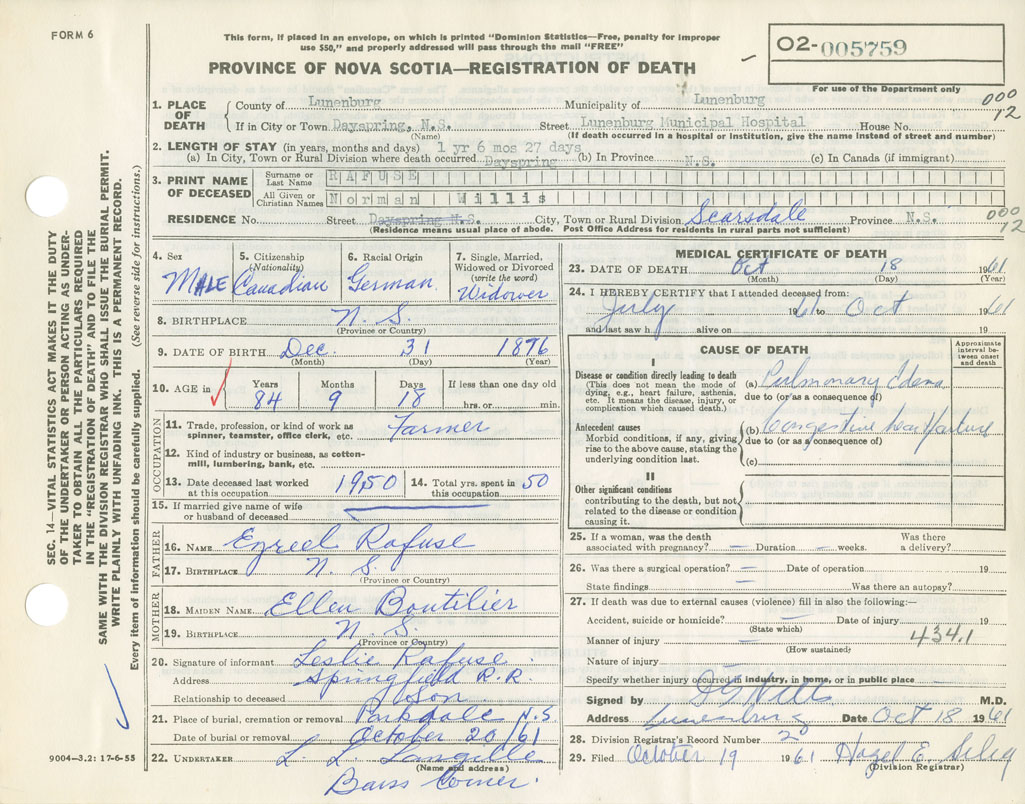 FORM 6
This form, if placed in an envelope, on which is printed "Dominion Statistics—Free, penalty for improper
use $50," and properly addressed will pass through the mail "FREE"
PROVINCE OF NOVA SCOTIA—REGISTRATION OF DEATH
02-005759
For use of the Department only
000
12
1. PLACE OF DEATH
County of Lunenburg Municipality of Lunenburg
If in City or Town Dayspring, N.S. Street Lunenburg Municipal Hospital House No.
(Name) (If death occurred in a hospital or institution, give the name instead of street and number)
2. LENGTH OF STAY (in years, months and days) 1 yr 6 mos 27 days
(a) In City, Town or Rural Division where death occurred Dayspring (b) In Province N.S. (c) In Canada (if immigrant)
3. PRINT NAME OF DECEASED
Surname or Last Name RAFUSE
All Given or Christian Names Norman Willis
RESIDENCE No. Street Dayspring N.S. City, Town or Rural Division Scarsdale Province N.S.
000
12
(Residence means usual place of abode. Post Office Address for residents in rural parts not sufficient)
4. Sex
MALE
5. Citizenship (Nationality)
Canadian
6. Racial Origin
German
7. Single, Married, Widowed or Divorced (write the word)
Widower
8. BIRTHPLACE N.S.
(Province or Country)
9. DATE OF BIRTH Dec. 31 1876
(Month) (Day) (Year)
10. AGE in
Years Months Days If less than one day old
84 9 18 hrs. or min.
OCCUPATION
11. Trade, profession, or kind of work as spinner, teamster, office clerk, etc. Farmer
12. Kind of industry or business, as cotton-mill, lumbering, bank, etc.
13. Date deceased last worked at this occupation 1950
14. Total yrs. spent in this occupation 50
15. If married give name of wife or husband of deceased
FATHER
16. NAME Ezreel Rafuse
17. BIRTHPLACE N.S.
(Province or Country)
MOTHER
18. MAIDEN NAME Ellen Boutilier
19. BIRTHPLACE N.S.
(Province or Country)
20. Signature of informant Leslie Rafuse
Address Springfield R.R.
Relationship to deceased Son
21. Place of burial, cremation or removal Parkdale N.S.
Date of burial or removal October 20/61
22. UNDERTAKER L. L. Langille
(Name and address)
Barss Corner.
MEDICAL CERTIFICATE OF DEATH
23. DATE OF DEATH Oct 18 1961
(Month) (Day) (Year)
24. I HEREBY CERTIFY that I attended deceased from:
July 1961 to Oct 1961
and last saw h alive on 19
CAUSE OF DEATH
Approximate interval between onset and death
I
Disease or condition directly leading to death
(This does not mean the mode of dying, e.g., heart failure, asthenia, etc. It means the disease, injury, or complication which caused death.)
(a) Pulmonary Edema
due to (or as a consequence of)
Antecedent causes
Morbid conditions, if any, giving rise to the above cause, stating the underlying condition last.
(b) Congestive heart failure
due to (or as a consequence of)
(c)
II
Other significant conditions
contributing to the death, but not related to the disease or condition causing it.
25. If a woman, was the death associated with pregnancy? — Duration — weeks. Was there a delivery?
26. Was there a surgical operation? — Date of operation 19
State findings Was there an autopsy?
27. If death was due to external causes (violence) fill in also the following:—
Accident, suicide or homicide? Date of injury 19
(State which)
434.1
Manner of injury —
(How sustained)
Nature of injury —
Specify whether injury occurred in industry, in home, or in public place —
Signed by M.D.
Address Lunenburg Date Oct 18 1961
28. Division Registrar's Record Number 20
29. Filed October 19 1961 Hazel E.
(Division Registrar)
9004—3.2: 17-6-55
SEC. 14—VITAL STATISTICS ACT MAKES IT THE DUTY
OF THE UNDERTAKER OR PERSON ACTING AS UNDER-
TAKER TO OBTAIN ALL THE PARTICULARS REQUIRED
IN THE "REGISTRATION OF DEATH" AND TO FILE THE
SAME WITH THE DIVISION REGISTRAR WHO SHALL ISSUE THE BURIAL PERMIT.
WRITE PLAINLY WITH UNFADING INK. THIS IS A PERMANENT RECORD.
Every item of information should be carefully supplied. (See reverse side for instructions.)